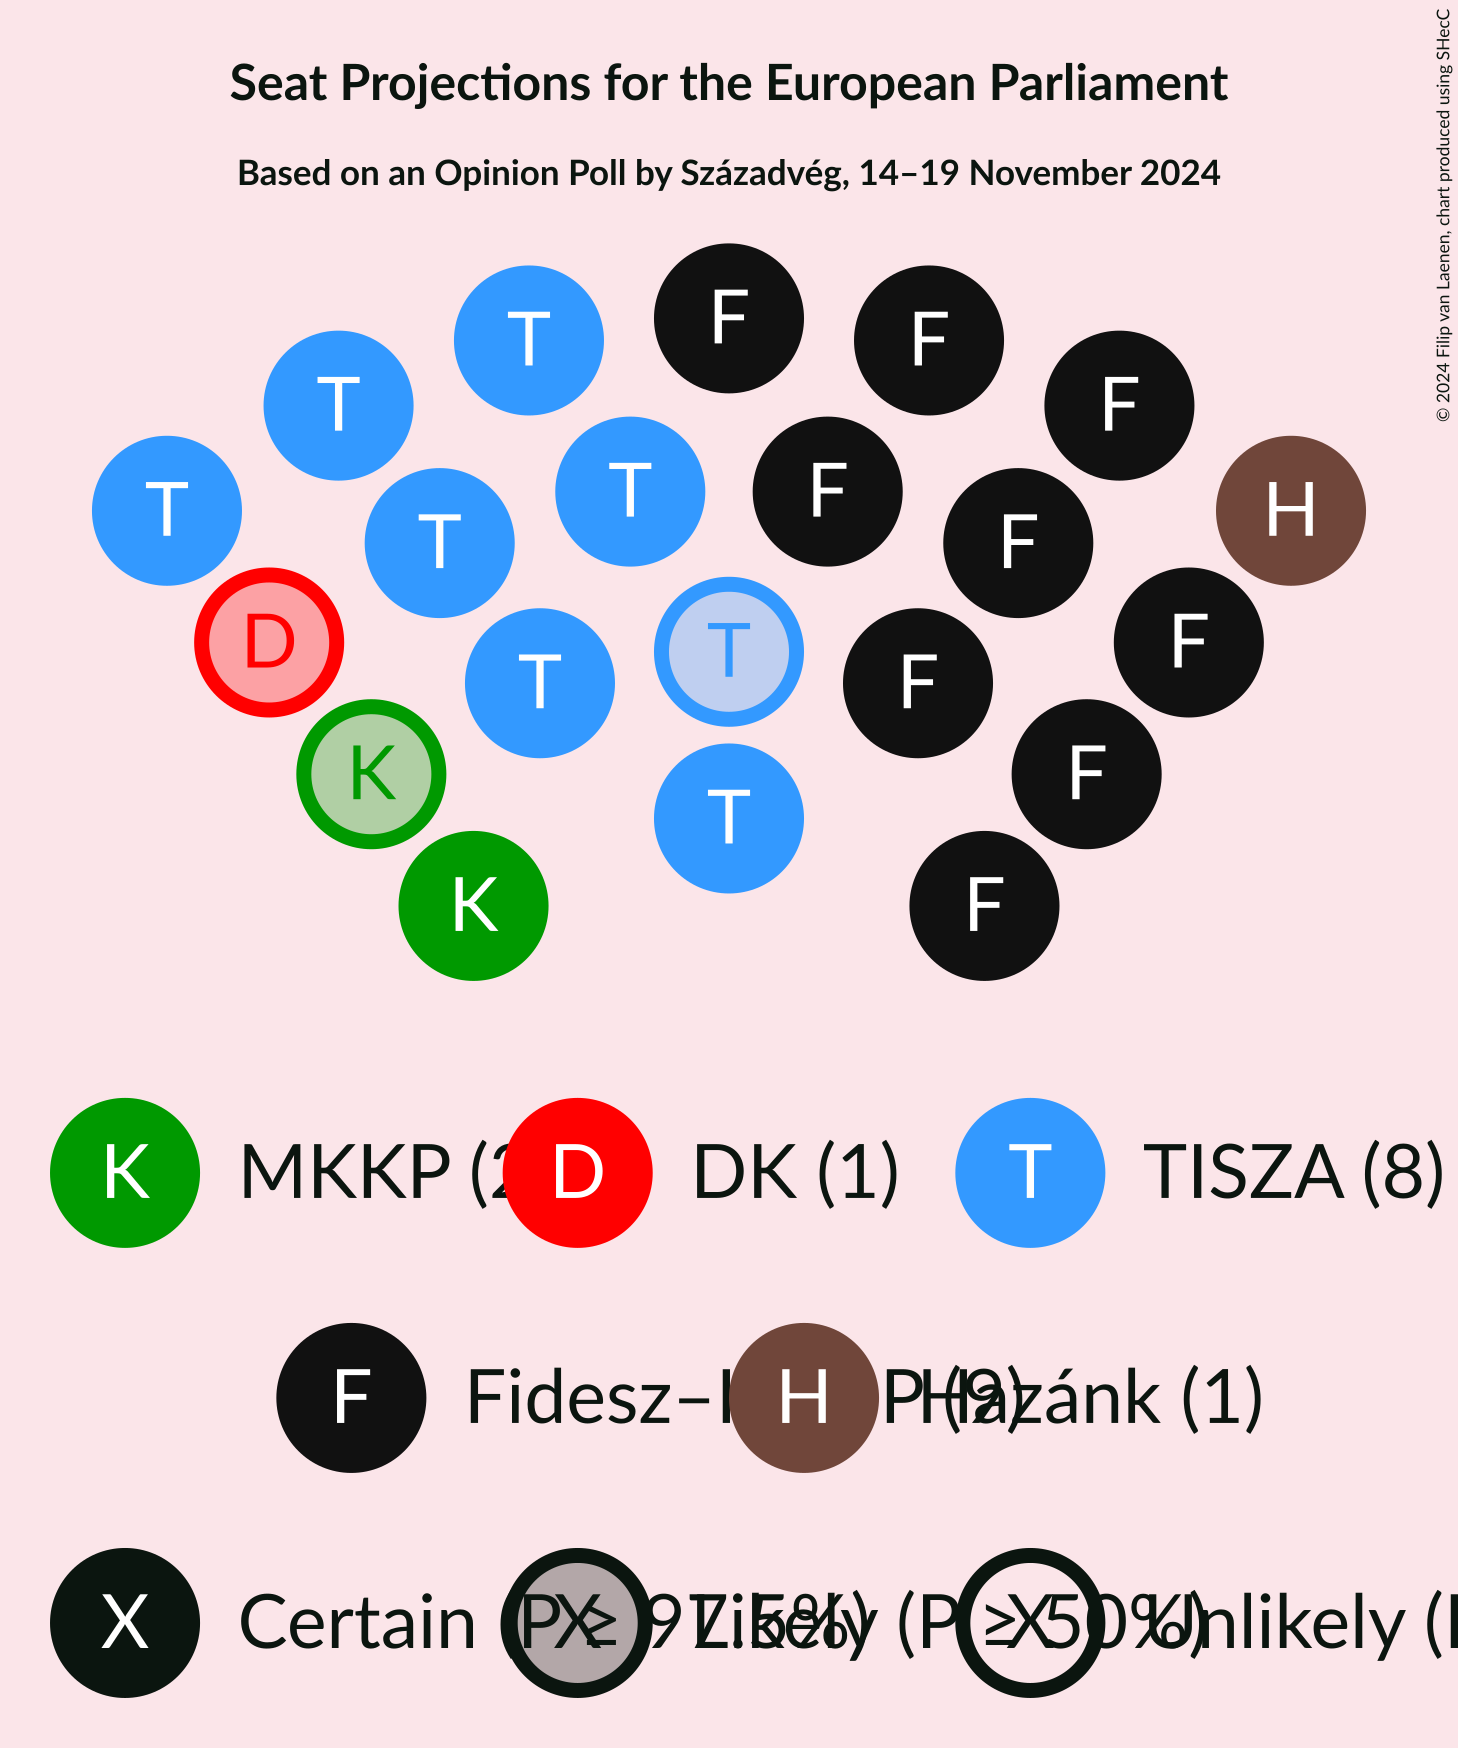 Seat Projections for the European Parliament
Based on an Opinion Poll by Századvég, 14–19 November 2024
© 2024 Filip van Laenen, chart produced using SHecC
F
T F
T F
T F
T F
T H
T F
D F
T F
K F
T
K F
K MKKP (2 D DK (1) T TISZA (8)
F Fidesz– H P (9) Hazánk (1)
X Certain (P ≥ 97.5%) X Likely (P ≥ 50%) X Unlikely